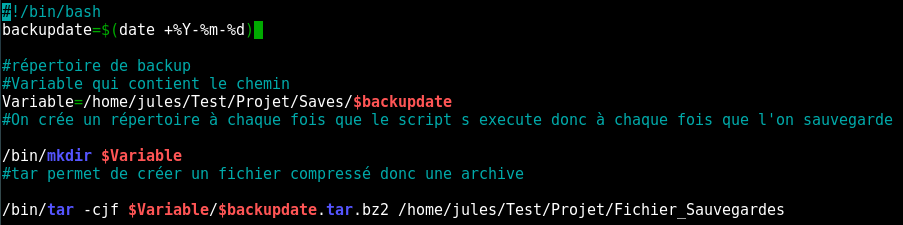 #!/bin/bash
backupdate=$(date +%Y-%m-%d)
#répertoire de backup
#Variable qui contient le chemin
Variable=/home/jules/Test/Projet/Saves/$backupdate
#On crée un répertoire à chaque fois que le script s execute donc à chaque fois que l'on sauvegarde
/bin/mkdir $Variable
#tar permet de créer un fichier compressé donc une archive
/bin/tar -cjf $Variable/$backupdate.tar.bz2 /home/jules/Test/Projet/Fichier_Sauvegardes